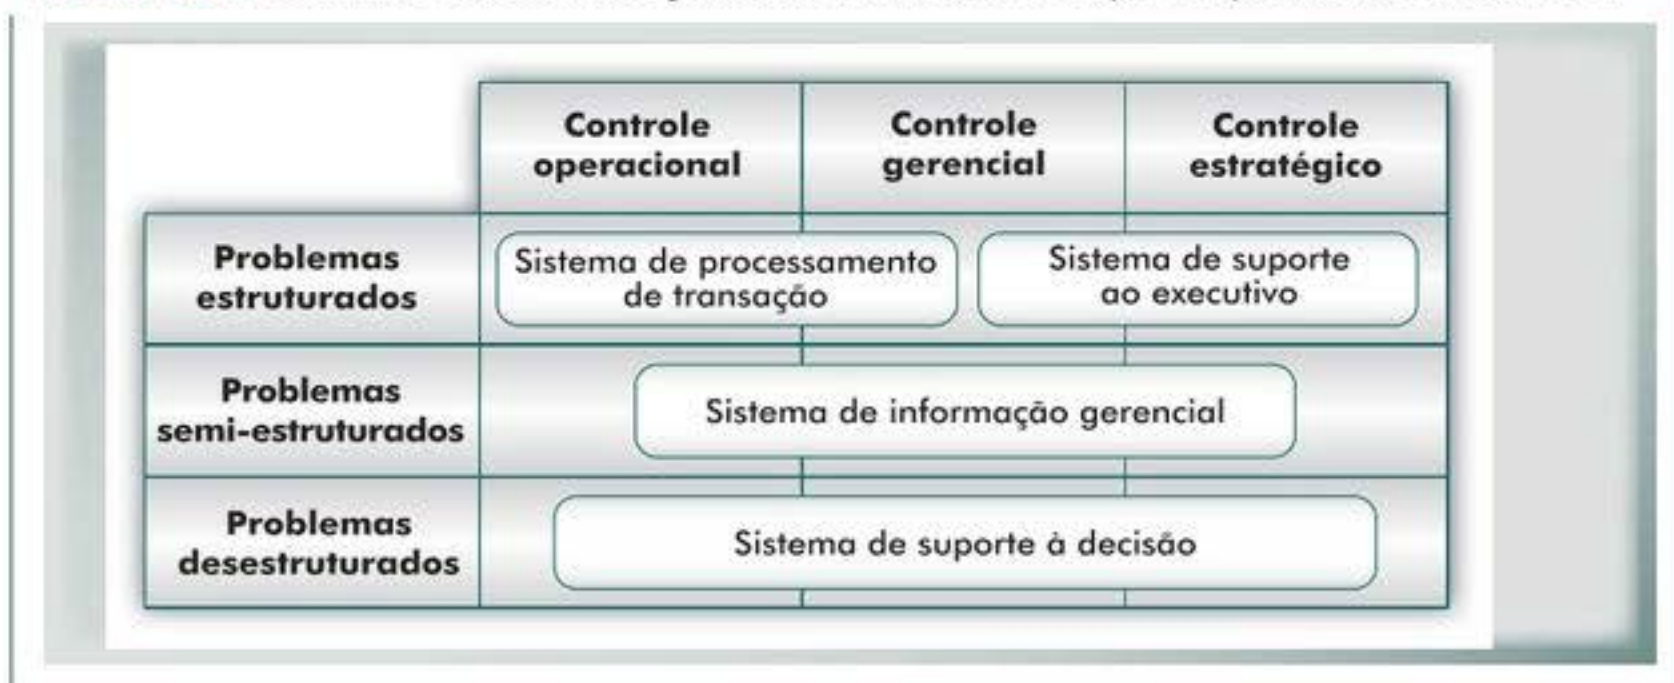 Controle
operacional
Controle
gerencial
Controle
estratégico
Problemas
estruturados
Sistema de processamento
de transação
Sistema de suporte
ao executivo
Problemas
semi-estruturados
Sistema de informação gerencial
Problemas
desestruturados
Sistema de suporte à decisão